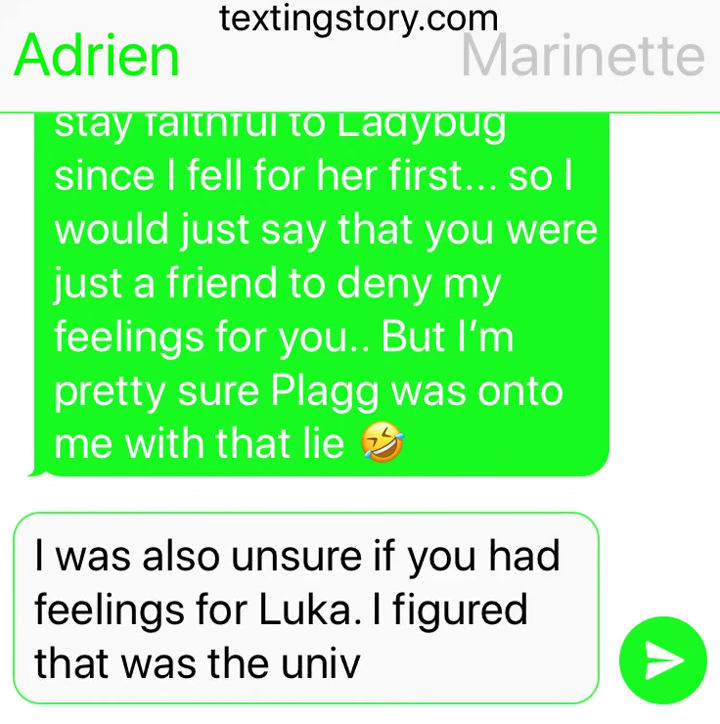 textingstory.com
Adrien Marinette
stay faithful to Ladybug
since I fell for her first... so I
would just say that you were
just a friend to deny my
feelings for you.. But I’m
pretty sure Plagg was onto
me with that lie 🤣
I was also unsure if you had
feelings for Luka. I figured
that was the univ